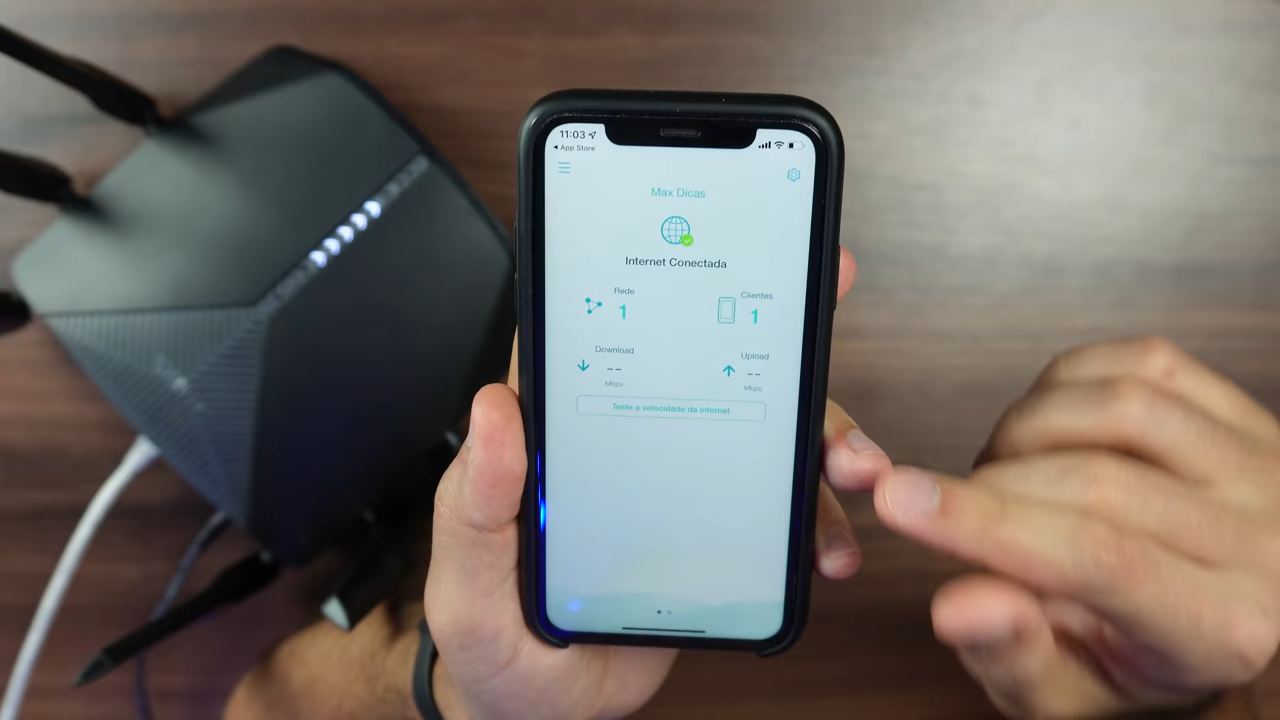 11:03
◂ App Store
Max Dicas
Internet Conectada
Rede
1
Clientes
1
Download
--
Mbps
Upload
--
Mbps
Teste a velocidade da internet